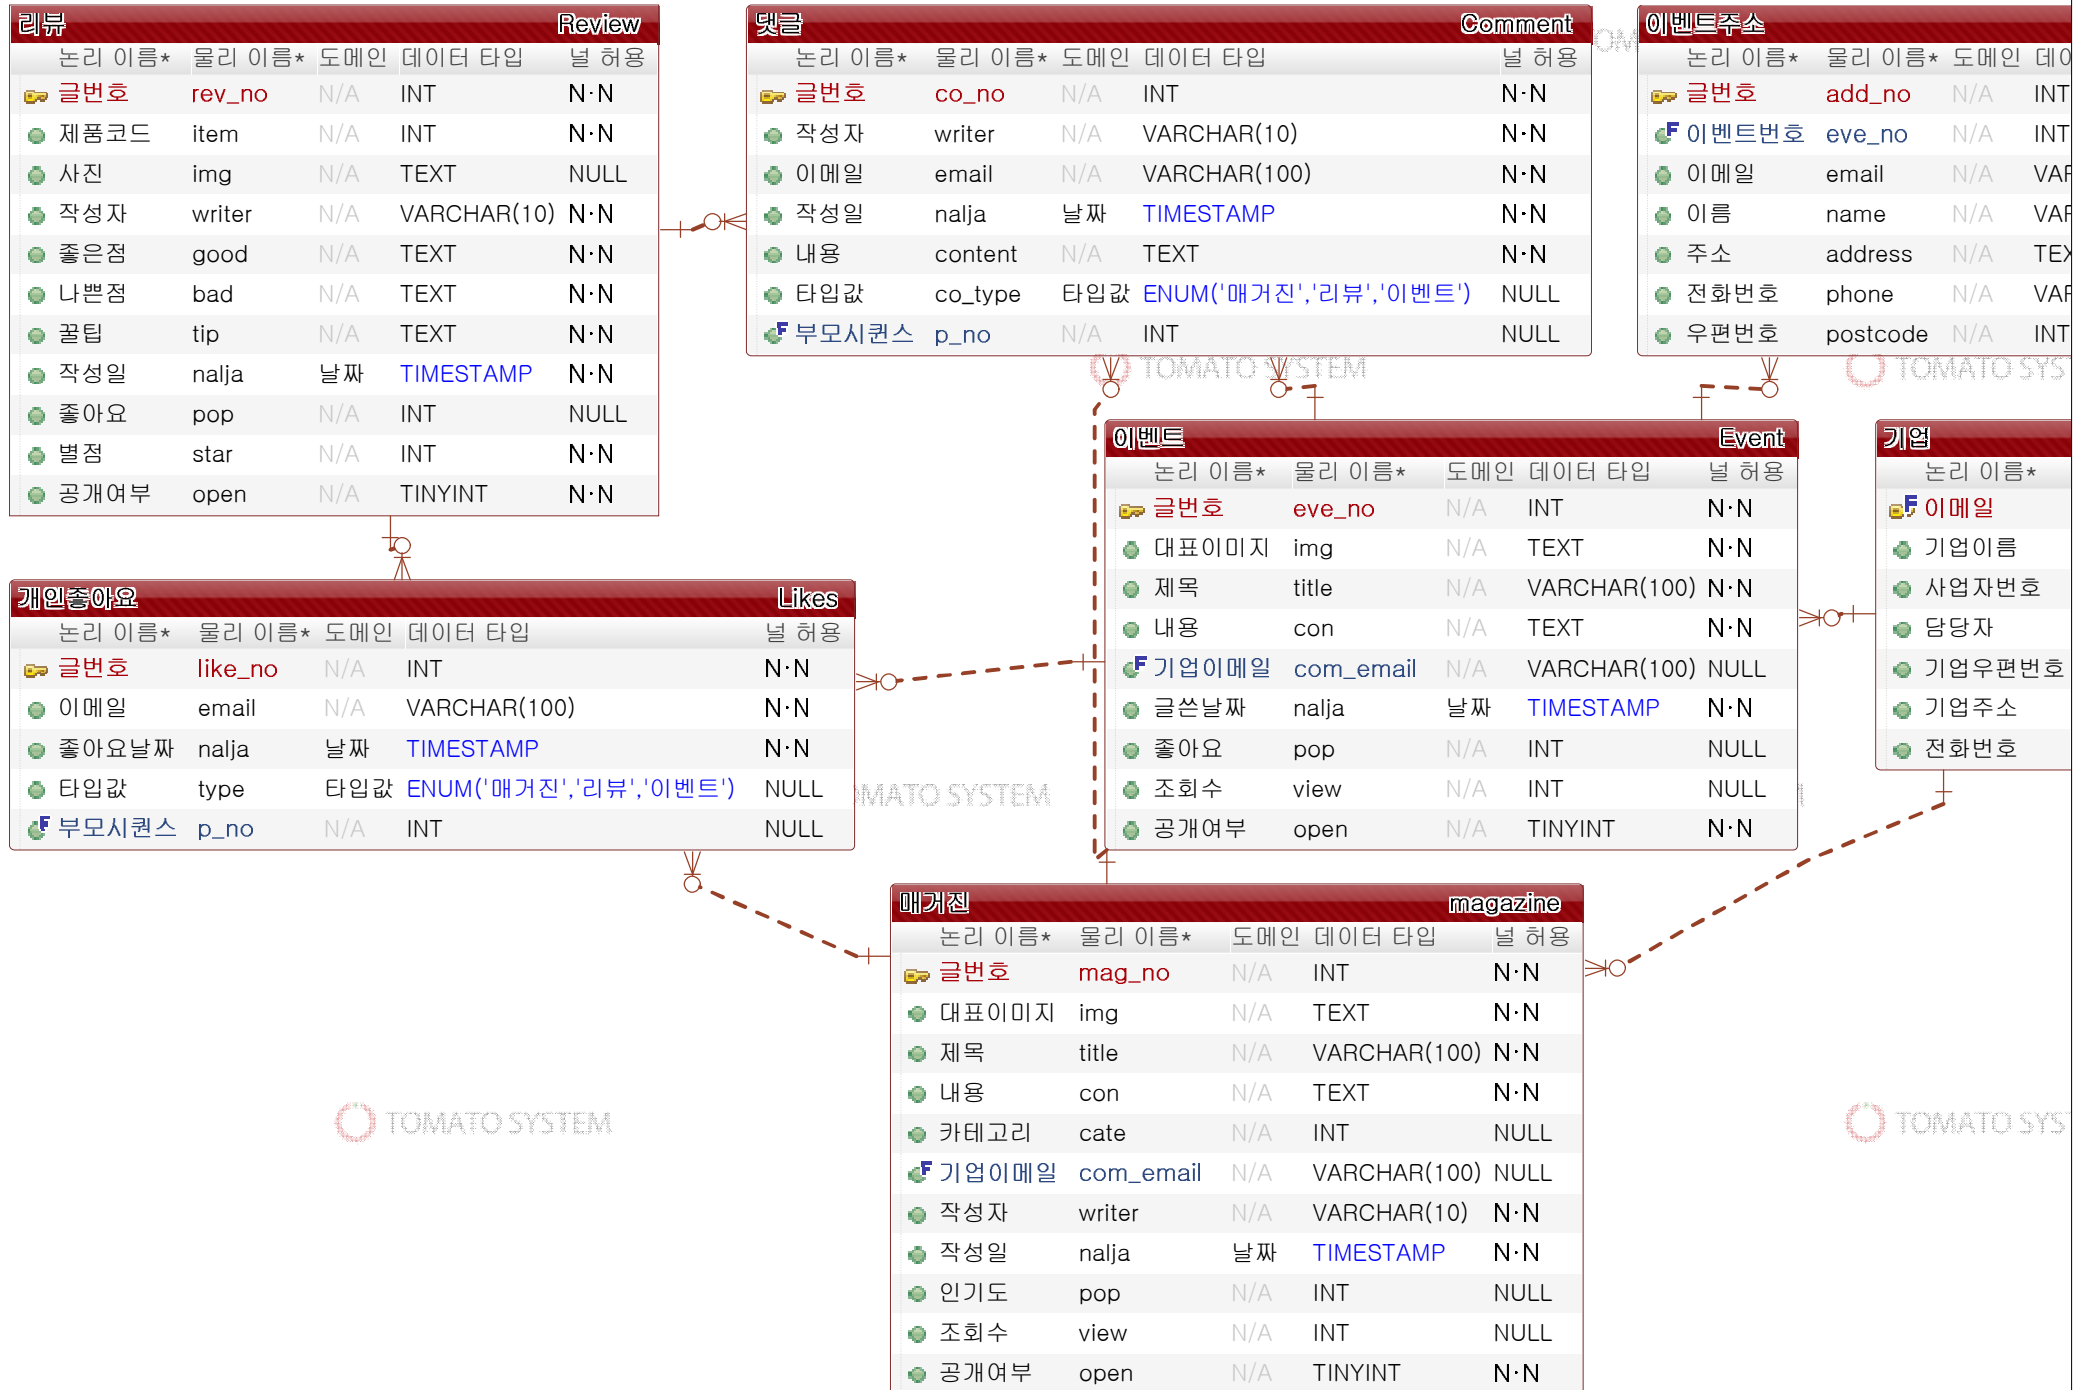 리뷰 Review
논리 이름* 물리 이름* 도메인 데이터 타입 널 허용
글번호 rev_no N/A INT N·N
제품코드 item N/A INT N·N
사진 img N/A TEXT NULL
작성자 writer N/A VARCHAR(10) N·N
좋은점 good N/A TEXT N·N
나쁜점 bad N/A TEXT N·N
꿀팁 tip N/A TEXT N·N
작성일 nalja 날짜 TIMESTAMP N·N
좋아요 pop N/A INT NULL
별점 star N/A INT N·N
공개여부 open N/A TINYINT N·N
댓글 Comment
논리 이름* 물리 이름* 도메인 데이터 타입 널 허용
글번호 co_no N/A INT N·N
작성자 writer N/A VARCHAR(10) N·N
이메일 email N/A VARCHAR(100) N·N
작성일 nalja 날짜 TIMESTAMP N·N
내용 content N/A TEXT N·N
타입값 co_type 타입값 ENUM('매거진','리뷰','이벤트') NULL
부모시퀀스 p_no N/A INT NULL
이벤트주소
논리 이름* 물리 이름* 도메인
글번호 add_no N/A INT
이벤트번호 eve_no N/A INT
이메일 email N/A
이름 name N/A
주소 address N/A
전화번호 phone N/A
우편번호 postcode N/A INT
TOMATO SYSTEM
이벤트 Event
논리 이름* 물리 이름* 도메인 데이터 타입 널 허용
글번호 eve_no N/A INT N·N
대표이미지 img N/A TEXT N·N
제목 title N/A VARCHAR(100) N·N
내용 con N/A TEXT N·N
기업이메일 com_email N/A VARCHAR(100) NULL
글쓴날짜 nalja 날짜 TIMESTAMP N·N
좋아요 pop N/A INT NULL
조회수 view N/A INT NULL
공개여부 open N/A TINYINT N·N
기업
논리 이름*
이메일
기업이름
사업자번호
담당자
기업우편번호
기업주소
전화번호
개인좋아요 Likes
논리 이름* 물리 이름* 도메인 데이터 타입 널 허용
글번호 like_no N/A INT N·N
이메일 email N/A VARCHAR(100) N·N
좋아요날짜 nalja 날짜 TIMESTAMP N·N
타입값 type 타입값 ENUM('매거진','리뷰','이벤트') NULL
부모시퀀스 p_no N/A INT NULL
SYSTEM
매거진 magazine
논리 이름* 물리 이름* 도메인 데이터 타입 널 허용
글번호 mag_no N/A INT N·N
대표이미지 img N/A TEXT N·N
제목 title N/A VARCHAR(100) N·N
내용 con N/A TEXT N·N
카테고리 cate N/A INT NULL
기업이메일 com_email N/A VARCHAR(100) NULL
작성자 writer N/A VARCHAR(10) N·N
작성일 nalja 날짜 TIMESTAMP N·N
인기도 pop N/A INT NULL
조회수 view N/A INT NULL
공개여부 open N/A TINYINT N·N
TOMATO SYSTEM
TOMATO